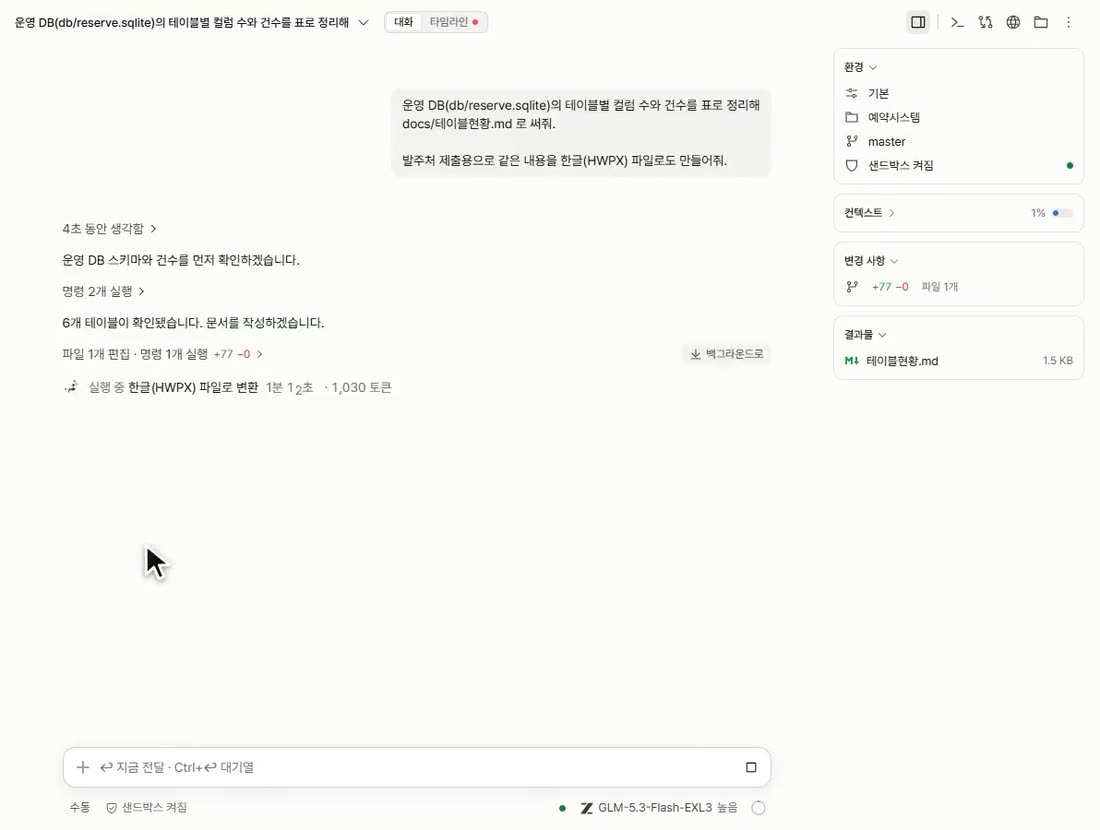 운영 DB(db/reserve.sqlite)의 테이블별 컬럼 수와 건수를 표로 정리해
대화 타임라인
운영 DB(db/reserve.sqlite)의 테이블별 컬럼 수와 건수를 표로 정리해
docs/테이블현황.md 로 써줘.
발주처 제출용으로 같은 내용을 한글(HWPX) 파일로도 만들어줘.
4초 동안 생각함
운영 DB 스키마와 건수를 먼저 확인하겠습니다.
명령 2개 실행
6개 테이블이 확인됐습니다. 문서를 작성하겠습니다.
파일 1개 편집 · 명령 1개 실행 +77 −0
백그라운드로
실행 중 한글(HWPX) 파일로 변환 1분 12초 · 1,030 토큰
환경
기본
예약시스템
master
샌드박스 켜짐
컨텍스트 1%
변경 사항
+77 −0 파일 1개
결과물
M↓ 테이블현황.md 1.5 KB
↩ 지금 전달 · Ctrl+↩ 대기열
수동 샌드박스 켜짐
GLM-5.3-Flash-EXL3 높음